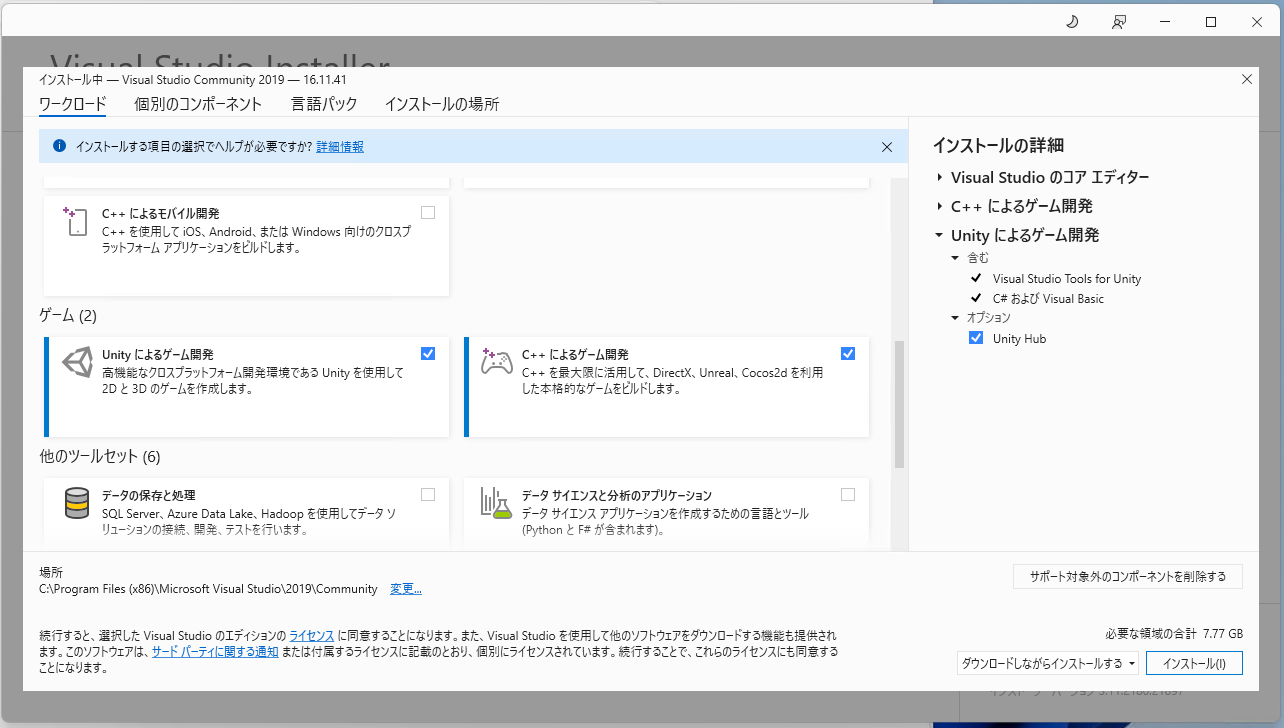 Visual Studio Installer
インストール中 — Visual Studio Community 2019 — 16.11.41
ワークロード 個別のコンポーネント 言語パック インストールの場所
インストールする項目の選択でヘルプが必要ですか? 詳細情報
C++ によるモバイル開発
C++ を使用して iOS、Android、または Windows 向けのクロスプ
ラットフォーム アプリケーションをビルドします。
ゲーム (2)
Unity によるゲーム開発
高機能なクロスプラットフォーム開発環境である Unity を使用して
2D と 3D のゲームを作成します。
C++ によるゲーム開発
C++ を最大限に活用して、DirectX、Unreal、Cocos2d を利用
した本格的なゲームをビルドします。
他のツールセット (6)
データの保存と処理
SQL Server、Azure Data Lake、Hadoop を使用してデータ ソ
リューションの接続、開発、テストを行います。
データ サイエンスと分析のアプリケーション
データ サイエンス アプリケーションを作成するための言語とツール
(Python と F# が含まれます)。
インストールの詳細
Visual Studio のコア エディター
C++ によるゲーム開発
Unity によるゲーム開発
含む
Visual Studio Tools for Unity
C# および Visual Basic
オプション
Unity Hub
場所
C:\Program Files (x86)\Microsoft Visual Studio\2019\Community 変更...
サポート対象外のコンポーネントを削除する
続行すると、選択した Visual Studio のエディションの ライセンス に同意することになります。また、Visual Studio を使用して他のソフトウェアをダウンロードする機能も提供され
ます。このソフトウェアは、サード パーティに関する通知 または付属するライセンスに記載のとおり、個別にライセンスされています。続行することで、これらのライセンスにも同意する
ことになります。
必要な領域の合計 7.77 GB
ダウンロードしながらインストールする インストール(I)